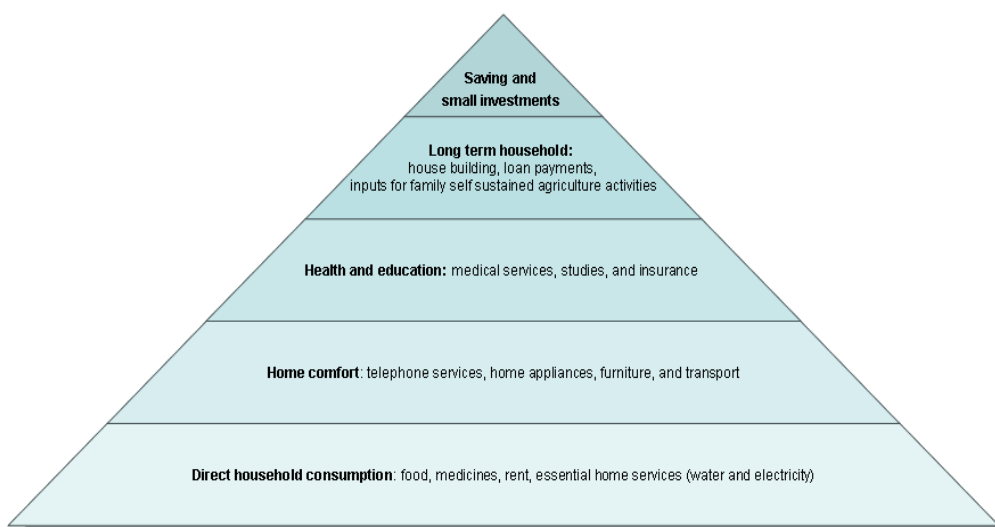 Saving and
small investments
Long term household:
house building, loan payments,
inputs for family self sustained agriculture activities
Health and education: medical services, studies, and insurance
Home comfort: telephone services, home appliances, furniture, and transport
Direct household consumption: food, medicines, rent, essential home services (water and electricity)